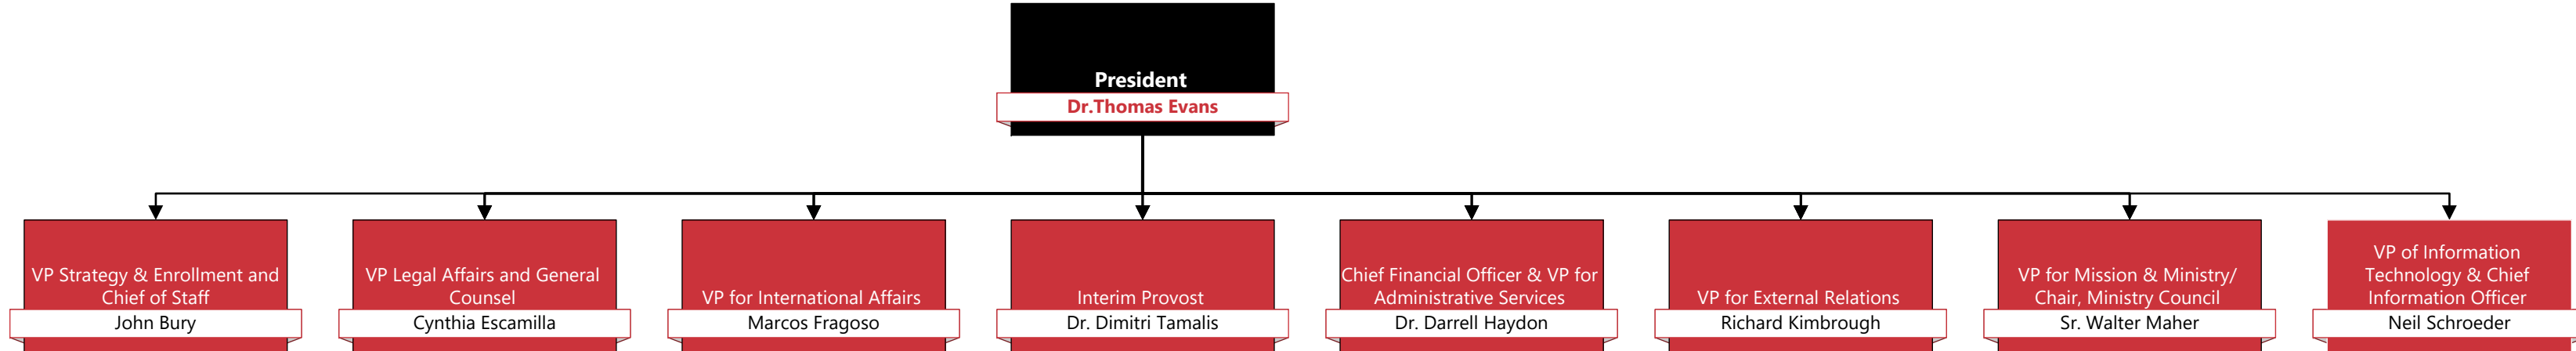 President
Dr.Thomas Evans
VP Strategy & Enrollment and
Chief of Staff
John Bury
VP Legal Affairs and General
Counsel
Cynthia Escamilla
VP for International Affairs
Marcos Fragoso
Interim Provost
Dr. Dimitri Tamalis
Chief Financial Officer & VP for
Administrative Services
Dr. Darrell Haydon
VP for External Relations
Richard Kimbrough
VP for Mission & Ministry/
Chair, Ministry Council
Sr. Walter Maher
VP of Information
Technology & Chief
Information Officer
Neil Schroeder